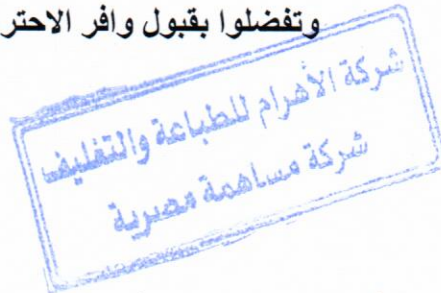 وتفضلوا بقبول وافر الاحتر
شركة الأهرام للطباعة والتغليف
شركة مساهمة مصرية